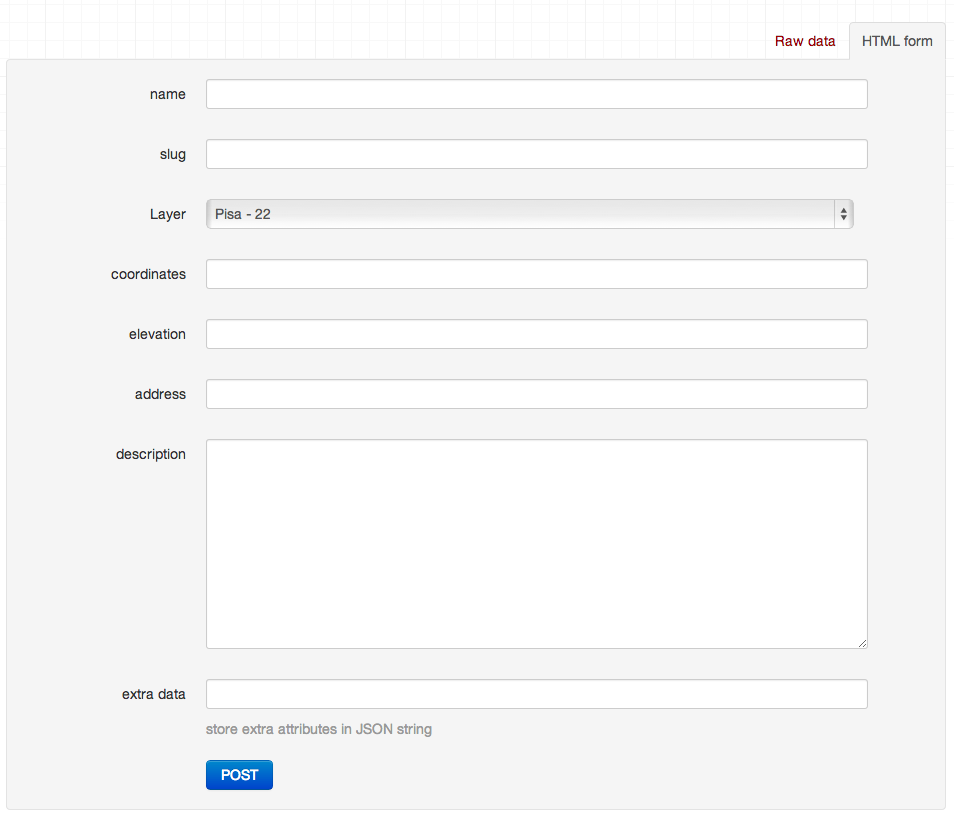 Raw data
HTML form
name
slug
Layer
Pisa - 22
coordinates
elevation
address
description
extra data
store extra attributes in JSON string
POST